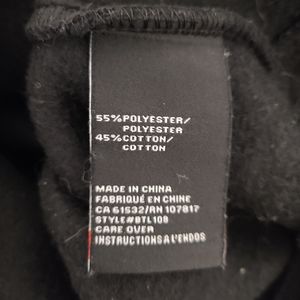 55%POLYESTER/
POLYESTER
45%COTTON/
COTTON
MADE IN CHINA
FABRIQUÉ EN CHINE
CA 61532/RN 107817
STYLE#BTL108
CARE OVER
INSTRUCTIONS A L'ENDOS